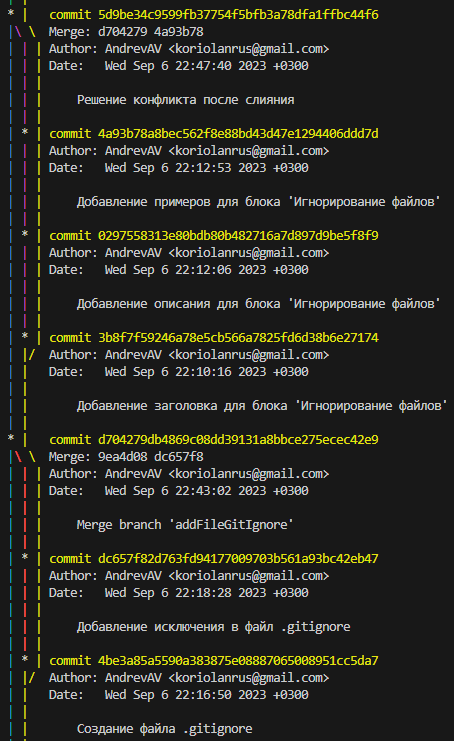 * | commit 5d9be34c9599fb37754f5bfb3a78dfa1ffbc44f6
|\ \ Merge: d704279 4a93b78
| | | Author: AndrevAV <koriolanrus@gmail.com>
| | | Date: Wed Sep 6 22:47:40 2023 +0300
| | |
| | | Решение конфликта после слияния
| | |
| * | commit 4a93b78a8bec562f8e88bd43d47e1294406ddd7d
| | | Author: AndrevAV <koriolanrus@gmail.com>
| | | Date: Wed Sep 6 22:12:53 2023 +0300
| | |
| | | Добавление примеров для блока 'Игнорирование файлов'
| | |
| * | commit 0297558313e80bdb80b482716a7d897d9be5f8f9
| | | Author: AndrevAV <koriolanrus@gmail.com>
| | | Date: Wed Sep 6 22:12:06 2023 +0300
| | |
| | | Добавление описания для блока 'Игнорирование файлов'
| | |
| * | commit 3b8f7f59246a78e5cb566a7825fd6d38b6e27174
| |/ Author: AndrevAV <koriolanrus@gmail.com>
| | Date: Wed Sep 6 22:10:16 2023 +0300
| |
| | Добавление заголовка для блока 'Игнорирование файлов'
| |
* | commit d704279db4869c08dd39131a8bbce275ecec42e9
|\ \ Merge: 9ea4d08 dc657f8
| | | Author: AndrevAV <koriolanrus@gmail.com>
| | | Date: Wed Sep 6 22:43:02 2023 +0300
| | |
| | | Merge branch 'addFileGitIgnore'
| | |
| * | commit dc657f82d763fd94177009703b561a93bc42eb47
| | | Author: AndrevAV <koriolanrus@gmail.com>
| | | Date: Wed Sep 6 22:18:28 2023 +0300
| | |
| | | Добавление исключения в файл .gitignore
| | |
| * | commit 4be3a85a5590a383875e08887065008951cc5da7
| |/ Author: AndrevAV <koriolanrus@gmail.com>
| | Date: Wed Sep 6 22:16:50 2023 +0300
| |
| | Создание файла .gitignore